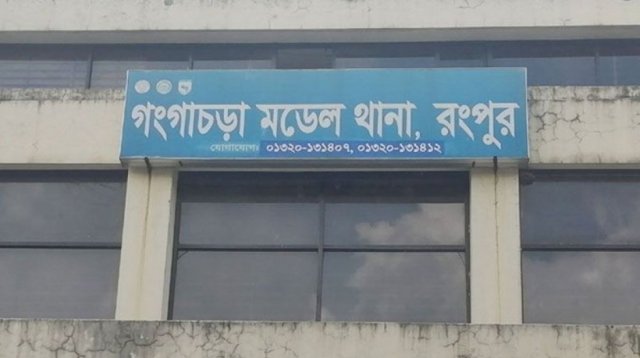 গংগাচড়া মডেল থানা, রংপুর
যোগাযোগঃ ০১৩২০-১৩১৪০৭, ০১৩২০-১৩১৪১২